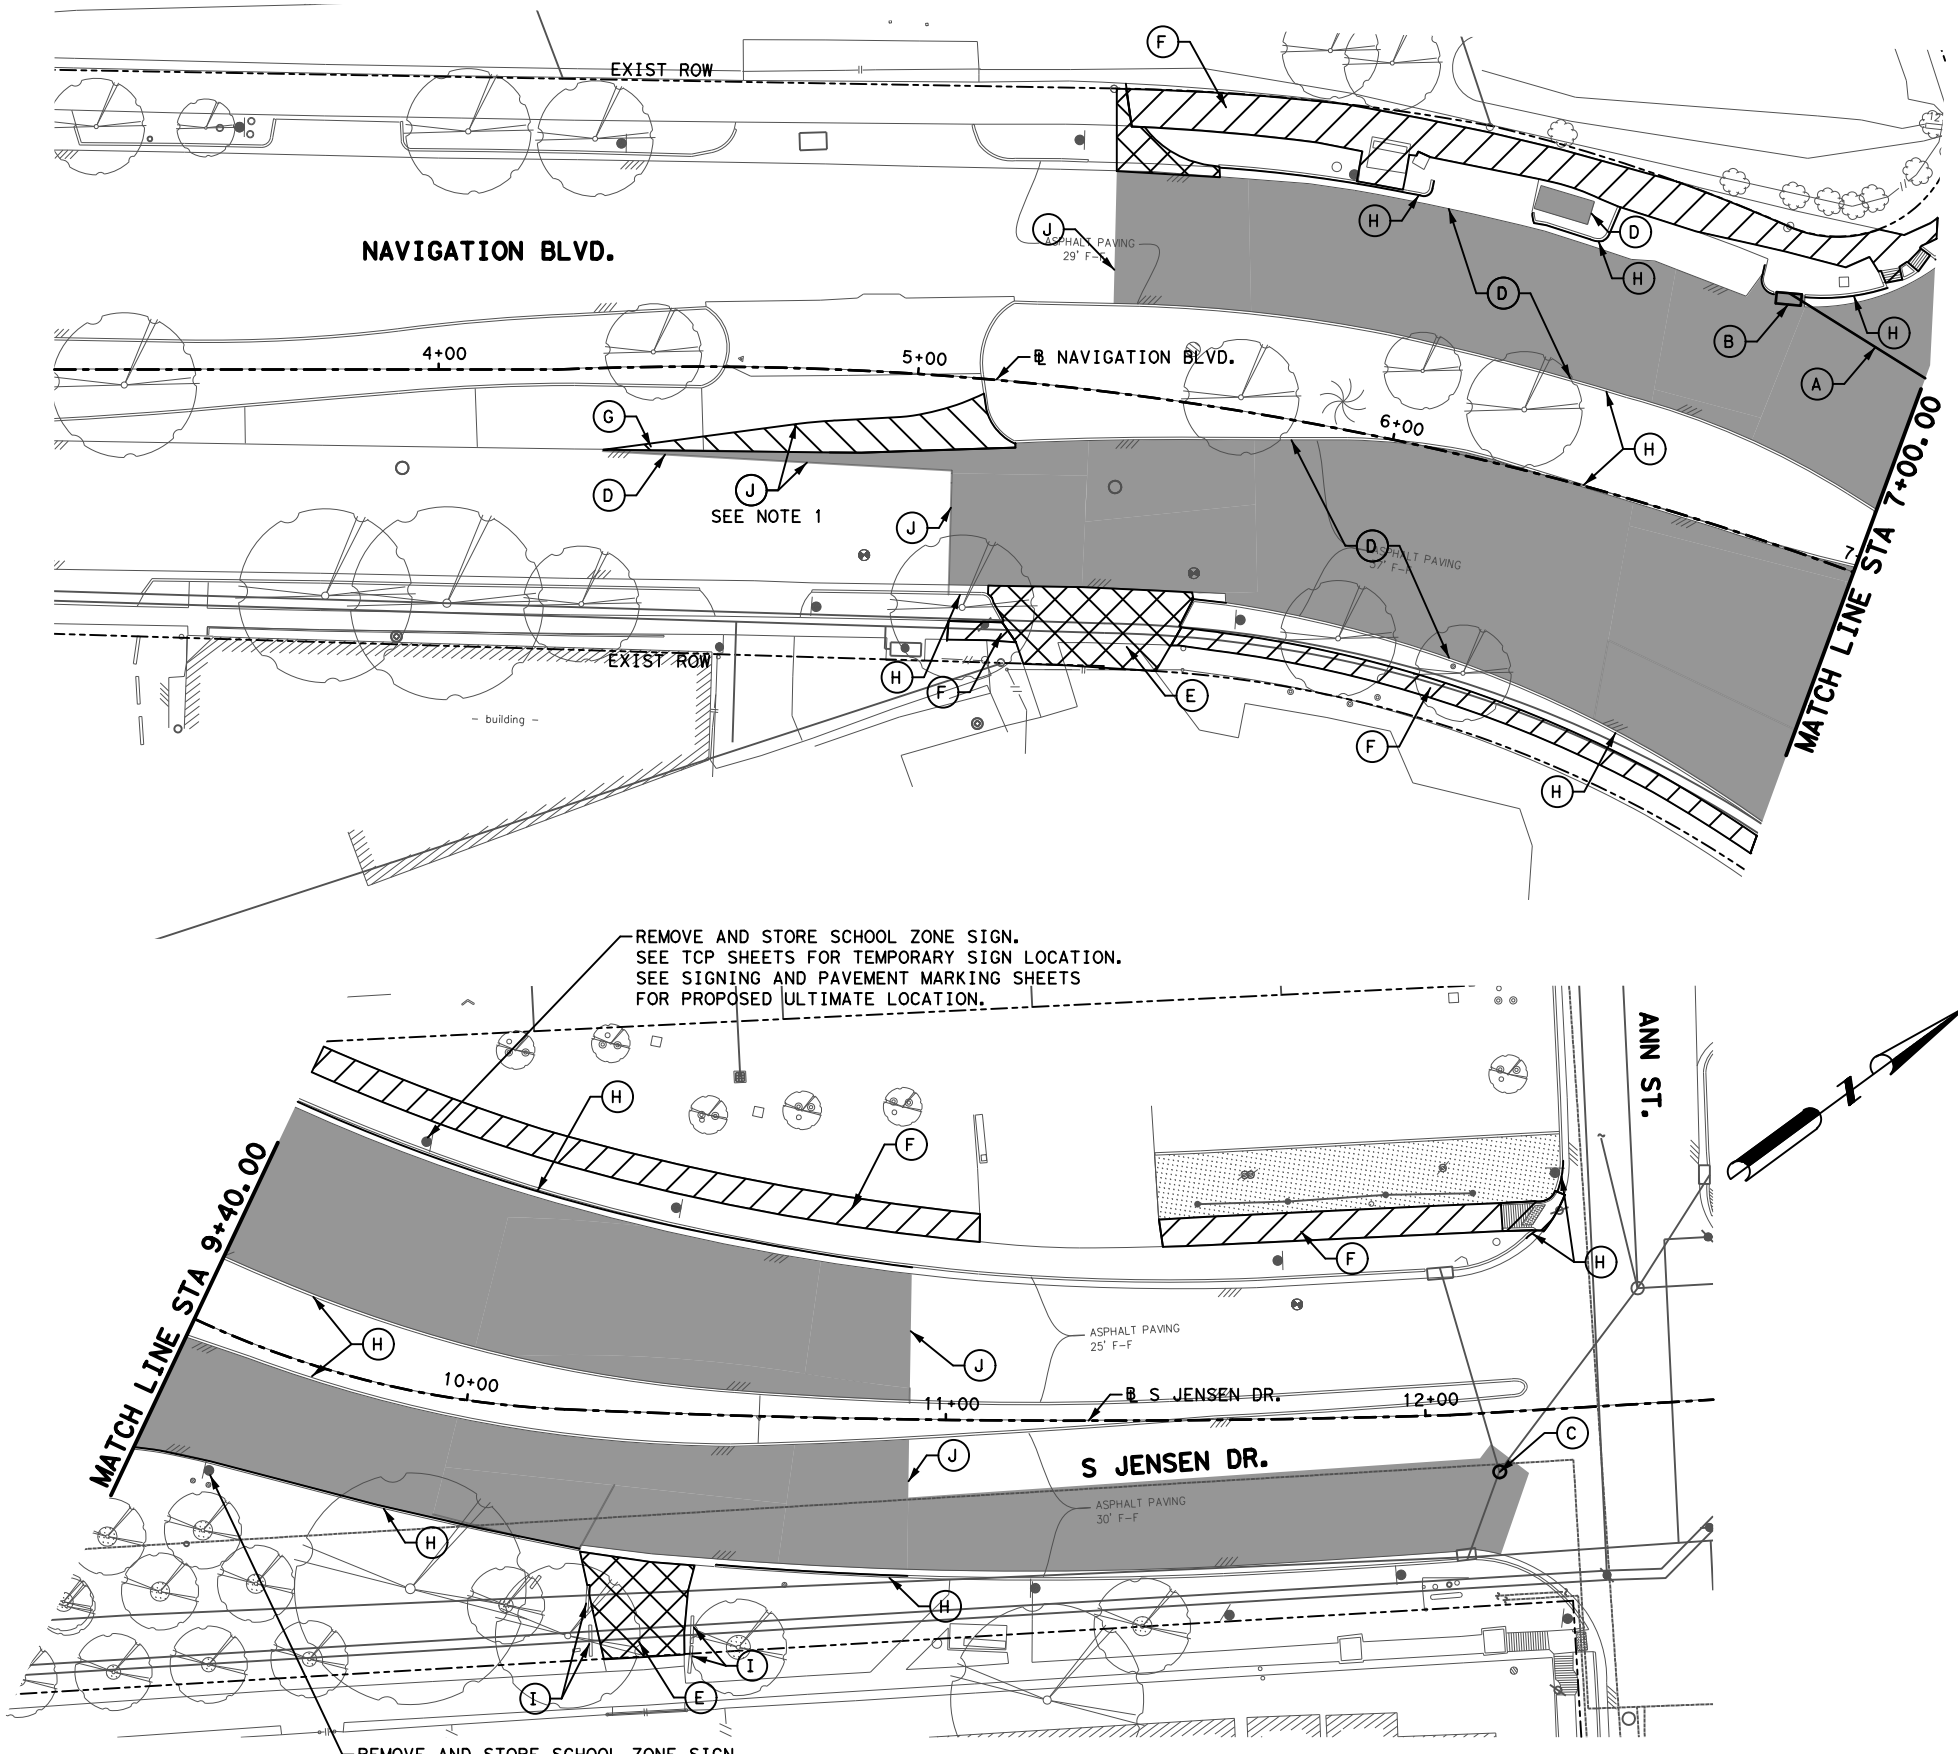 F
EXIST ROW
H
D
J
ASPHALT PAVING
29' F-F
NAVIGATION BLVD.
H
D
B
H
A
4+00
5+00
BL NAVIGATION BLVD.
G
6+00
H
D
J
SEE NOTE 1
J
D
ASPHALT PAVING
37' F-F
MATCH LINE STA 7+00.00
EXIST ROW
H
F
E
- building -
F
H
REMOVE AND STORE SCHOOL ZONE SIGN.
SEE TCP SHEETS FOR TEMPORARY SIGN LOCATION.
SEE SIGNING AND PAVEMENT MARKING SHEETS
FOR PROPOSED ULTIMATE LOCATION.
ANN ST.
Z
H
F
F
H
MATCH LINE STA 9+40.00
H
J
ASPHALT PAVING
25' F-F
10+00
11+00
BL S JENSEN DR.
12+00
J
S JENSEN DR.
C
ASPHALT PAVING
30' F-F
H
H
I
I
E
REMOVE AND STORE SCHOOL ZONE SIGN